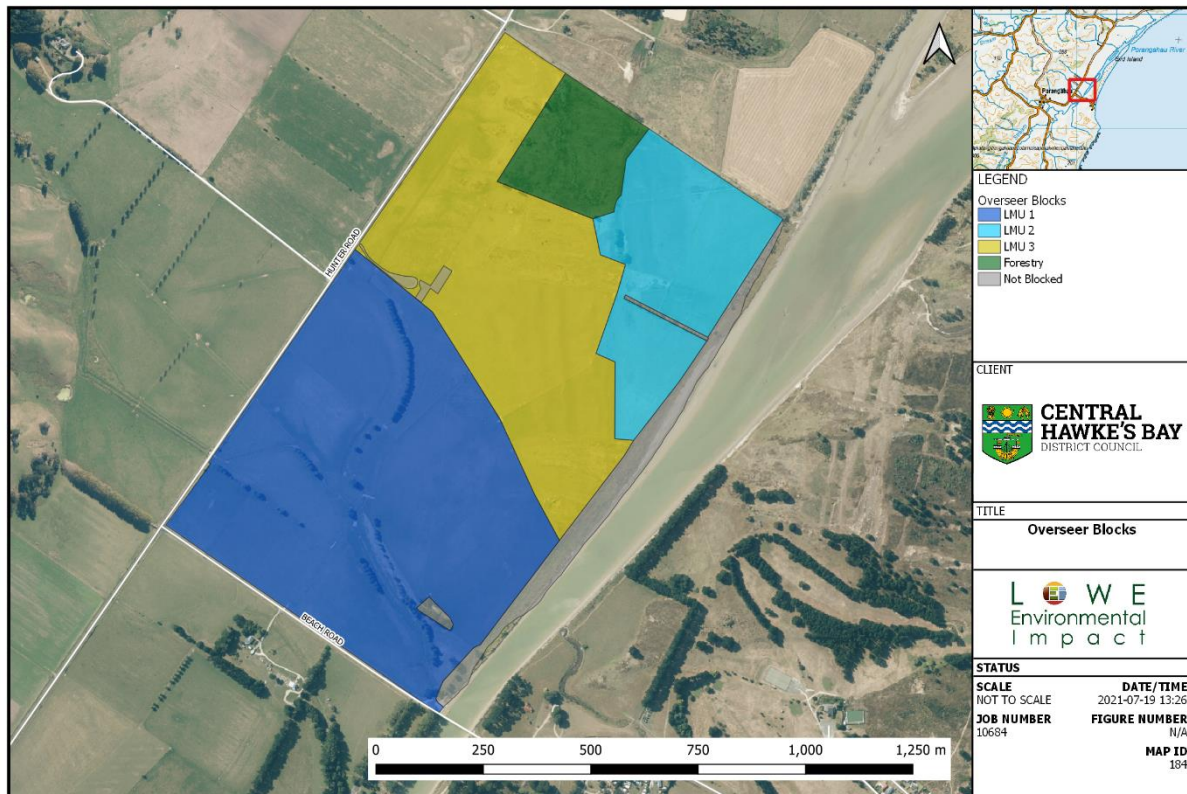 HUNTER ROAD
BEACH ROAD
0 250 500 750 1,000 1,250 m
Porangahau River
Bird Island
LEGEND
Overseer Blocks
LMU 1
LMU 2
LMU 3
Forestry
Not Blocked
CLIENT
CENTRAL
HAWKE'S BAY
DISTRICT COUNCIL
TITLE
Overseer Blocks
LOWE
Environmental
Impact
STATUS
SCALE DATE/TIME
NOT TO SCALE 2021-07-19 13:26
JOB NUMBER FIGURE NUMBER
10684 N/A
MAP ID
184